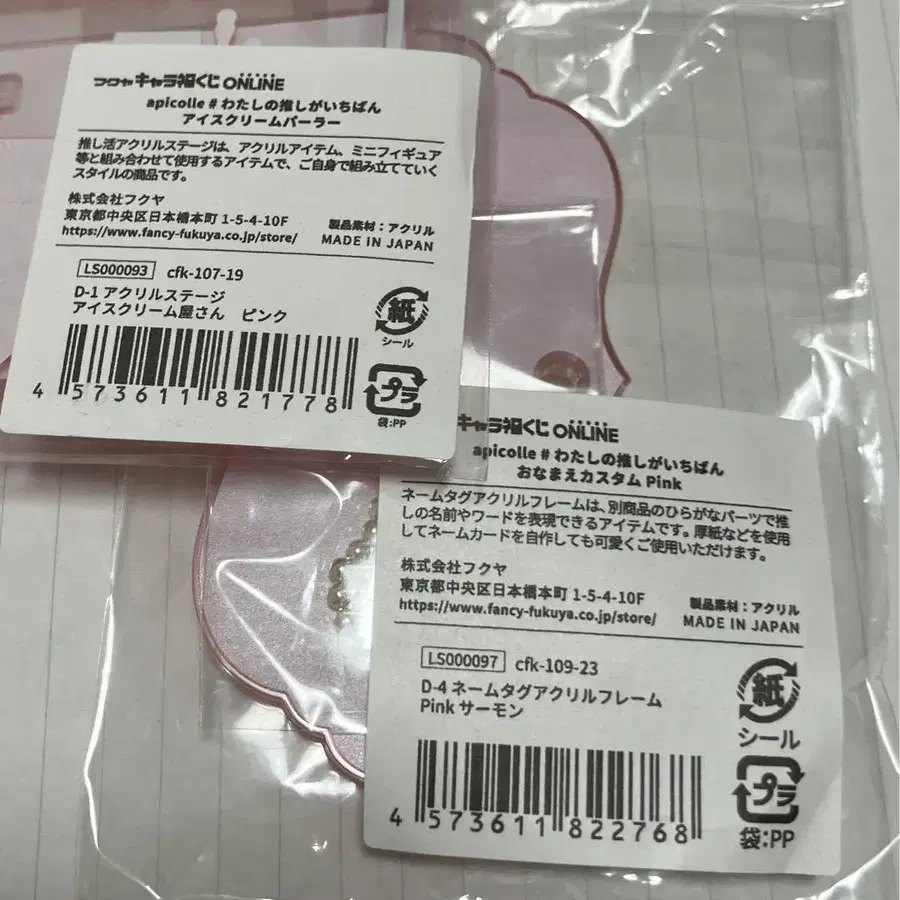 フクヤ キャラ福くじ ONLINE
apicolle # わたしの推しがいちばん
アイスクリームパーラー
推し活アクリルステージは、アクリルアイテム、ミニフィギュア
等と組み合わせて使用するアイテムで、ご自身で組み立てていく
スタイルの商品です。
株式会社フクヤ
東京都中央区日本橋本町 1-5-4-10F
https://www.fancy-fukuya.co.jp/store/
製品素材：アクリル
MADE IN JAPAN
LS000093 cfk-107-19
D-1 アクリルステージ
アイスクリーム屋さん ピンク
紙
シール
4 573611 821778
プラ
袋:PP
キャラ福くじ ONLINE
apicolle # わたしの推しがいちばん
おなまえカスタム Pink
ネームタグアクリルフレームは、別商品のひらがなパーツで推
しの名前やワードを表現できるアイテムです。厚紙などを使用
してネームカードを自作しても可愛くご使用いただけます。
株式会社フクヤ
東京都中央区日本橋本町 1-5-4-10F
https://www.fancy-fukuya.co.jp/store/
製品素材：アクリル
MADE IN JAPAN
LS000097 cfk-109-23
D-4 ネームタグアクリルフレーム
Pink サーモン
紙
シール
4 573611 822768
プラ
袋:PP